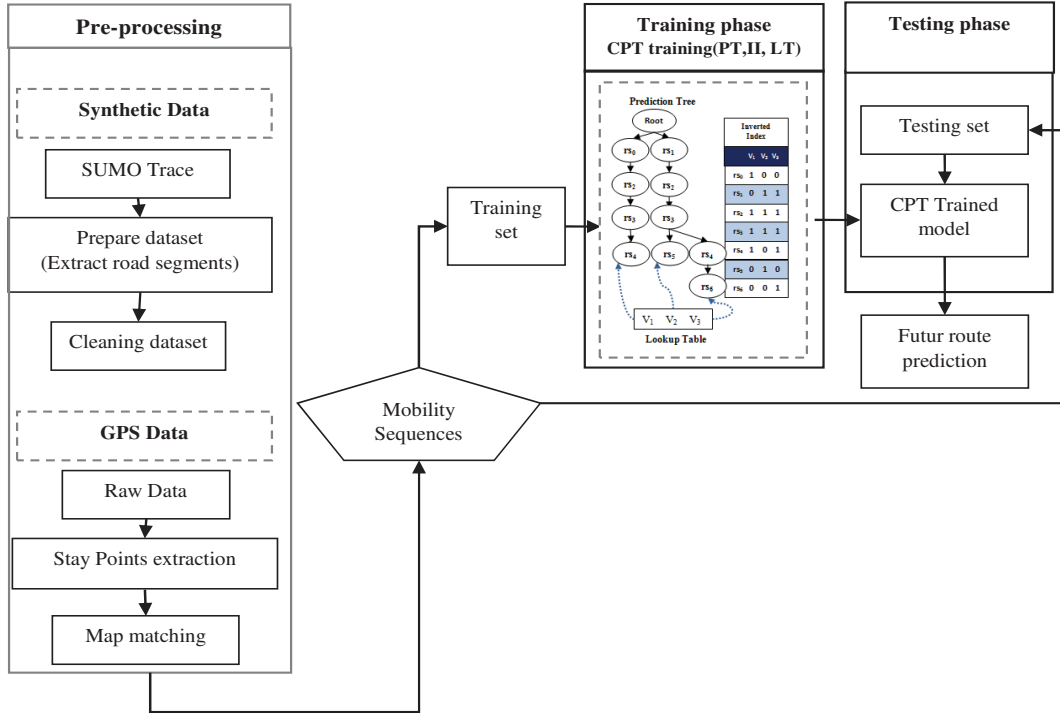 Pre-processing
Synthetic Data
SUMO Trace
Prepare dataset
(Extract road segments)
Cleaning dataset
GPS Data
Raw Data
Stay Points extraction
Map matching
Mobility
Sequences
Training
set
Training phase
CPT training(PT,II, LT)
Prediction Tree
Root
rs0 rs1
rs2 rs2
rs3 rs3
rs4 rs5 rs4
rs6
V1 V2 V3
Lookup Table
Inverted
Index
V1 V2 V3
rs0 1 0 0
rs1 0 1 1
rs2 1 1 1
rs3 1 1 1
rs4 1 0 1
rs5 0 1 0
rs6 0 0 1
Testing phase
Testing set
CPT Trained
model
Futur route
prediction